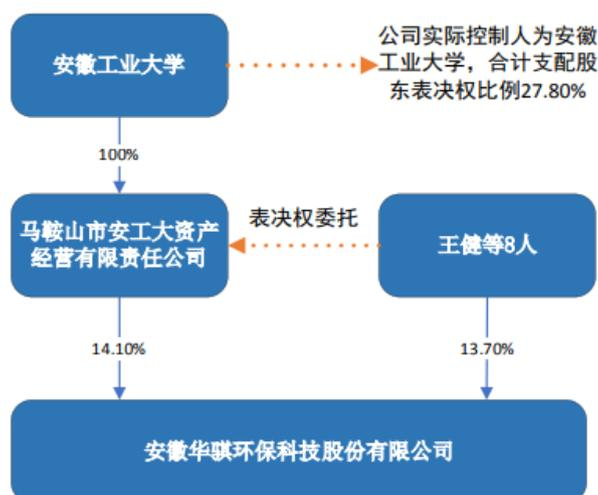 安徽工业大学
公司实际控制人为安徽
工业大学，合计支配股
东表决权比例27.80%
100%
马鞍山市安工大资产
经营有限责任公司
表决权委托
王健等8人
14.10%
13.70%
安徽华骐环保科技股份有限公司